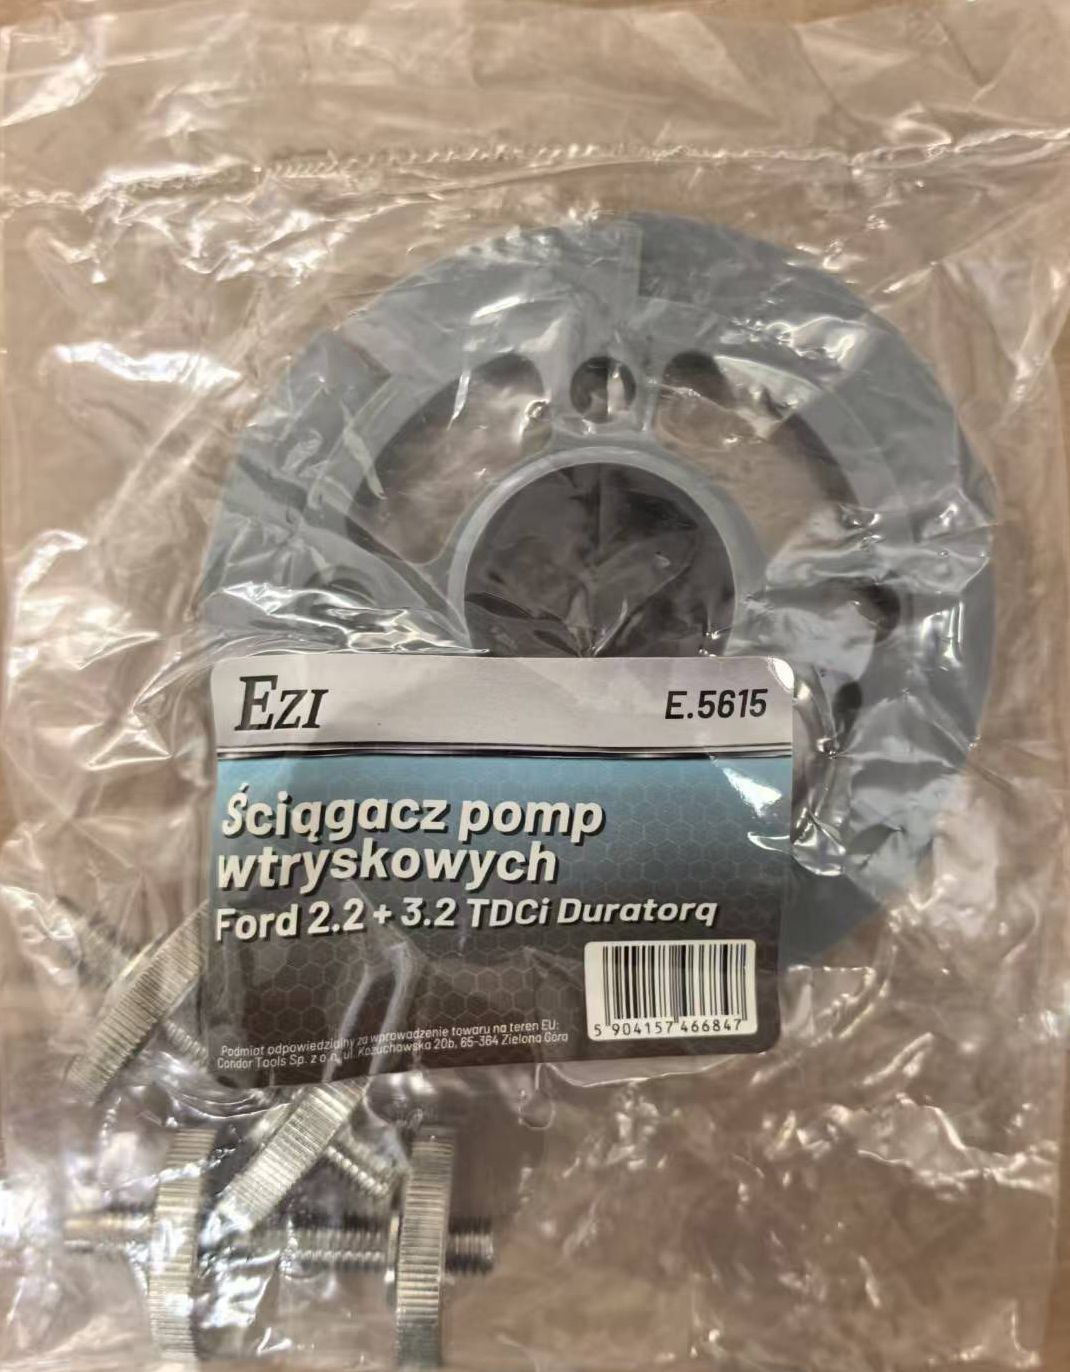 EZI
E.5615
Ściągacz pomp
wtryskowych
Ford 2.2 + 3.2 TDCi Duratorq
5 904157 466847
Podmiot odpowiedzialny za wprowadzenie towaru na teren EU:
Condor Tools Sp. z o.o. ul. Kożuchowska 20b, 65-364 Zielona Góra